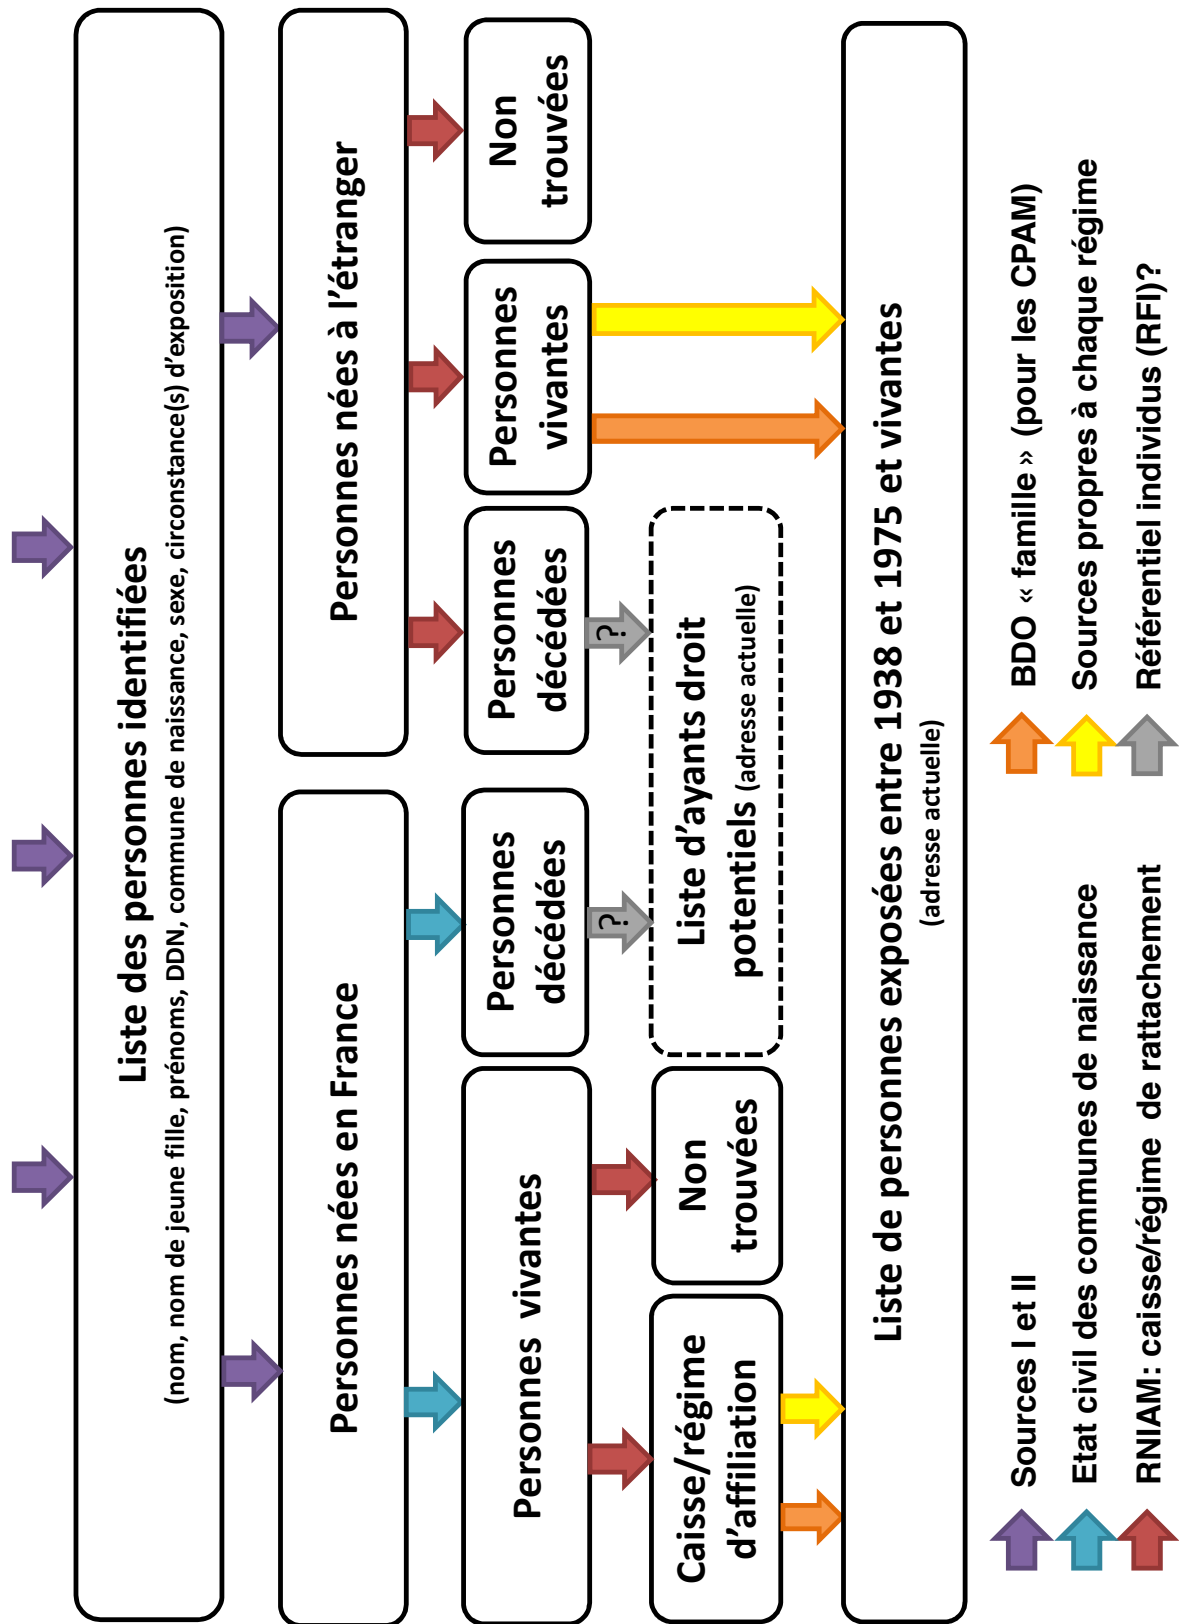 Liste des personnes identifiées
(nom, nom de jeune fille, prénoms, DDN, commune de naissance, sexe, circonstance(s) d'exposition)
Personnes nées en France
Personnes nées à l'étranger
Personnes vivantes
Personnes
décédées
Personnes
décédées
Personnes
vivantes
Non
trouvées
?
?
Caisse/régime
d'affiliation
Non
trouvées
Liste d'ayants droit
potentiels (adresse actuelle)
Liste de personnes exposées entre 1938 et 1975 et vivantes
(adresse actuelle)
Sources I et II
Etat civil des communes de naissance
RNIAM : caisse/régime de rattachement
BDO « famille » (pour les CPAM)
Sources propres à chaque régime
Référentiel individus (RFI)?